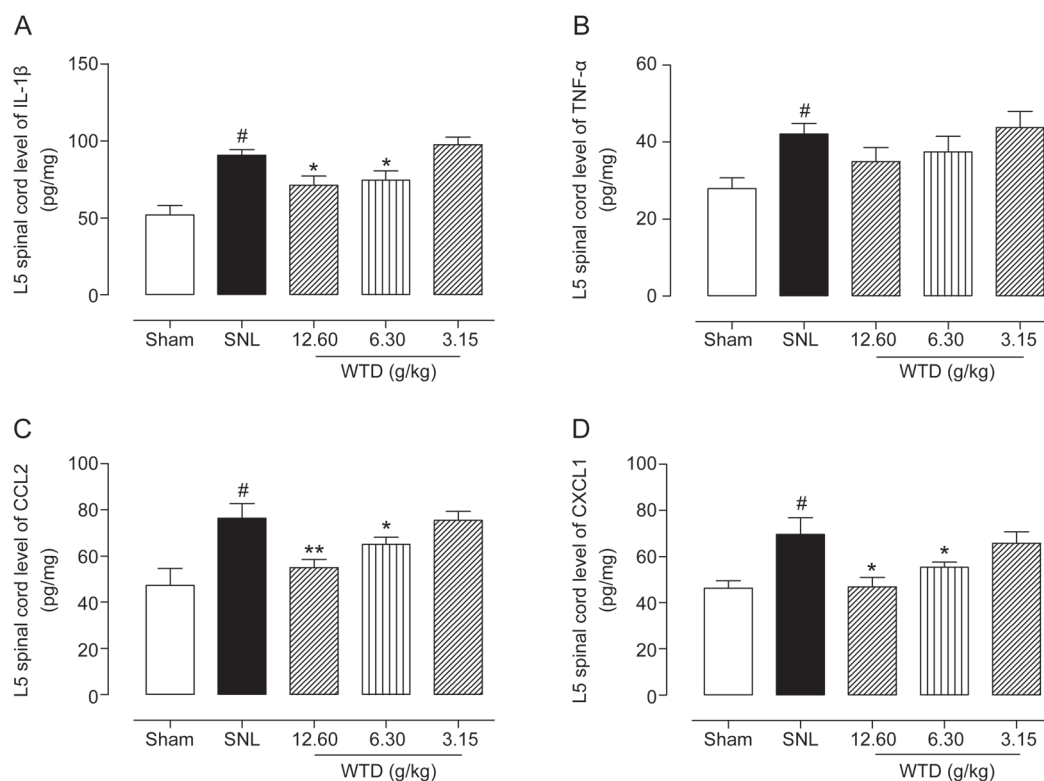 A
L5 spinal cord level of IL-1β
(pg/mg)
150
100
50
0
#
*
*
Sham
SNL
12.60
6.30
3.15
WTD (g/kg)
B
L5 spinal cord level of TNF-α
(pg/mg)
60
40
20
0
#
Sham
SNL
12.60
6.30
3.15
WTD (g/kg)
C
L5 spinal cord level of CCL2
(pg/mg)
100
80
60
40
20
0
#
**
*
Sham
SNL
12.60
6.30
3.15
WTD (g/kg)
D
L5 spinal cord level of CXCL1
(pg/mg)
100
80
60
40
20
0
#
*
*
Sham
SNL
12.60
6.30
3.15
WTD (g/kg)